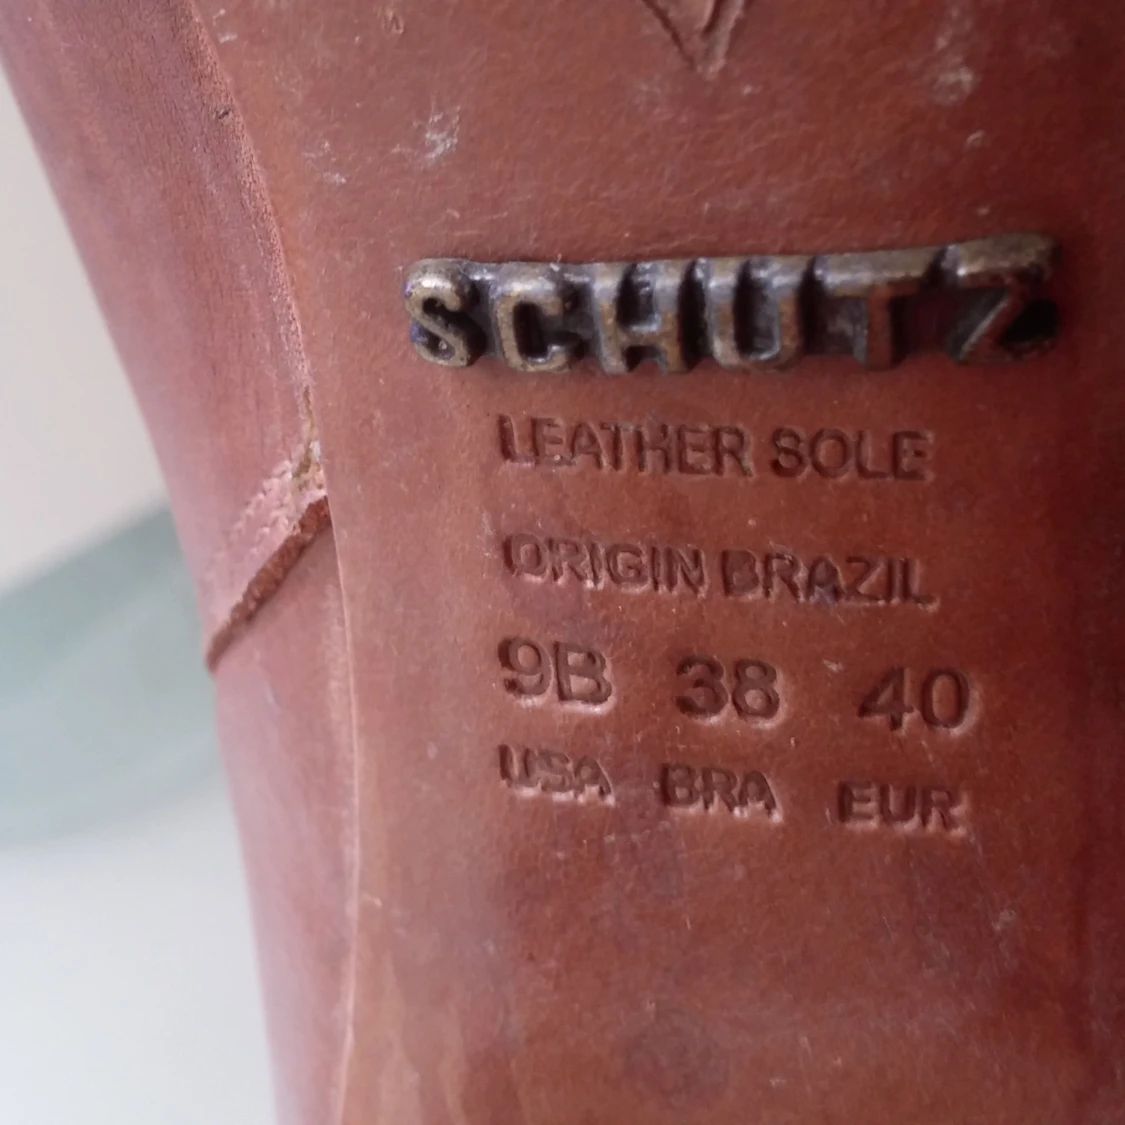 SCHUTZ
LEATHER SOLE
ORIGIN BRAZIL
9B 38 40
USA BRA EUR